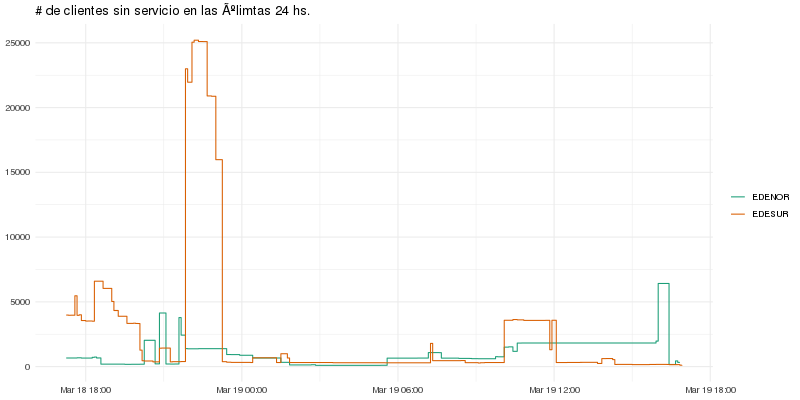 # de clientes sin servicio en las Ãºlimtas 24 hs.
25000
20000
15000
10000
5000
0
Mar 18 18:00
Mar 19 00:00
Mar 19 06:00
Mar 19 12:00
Mar 19 18:00
EDENOR
EDESUR